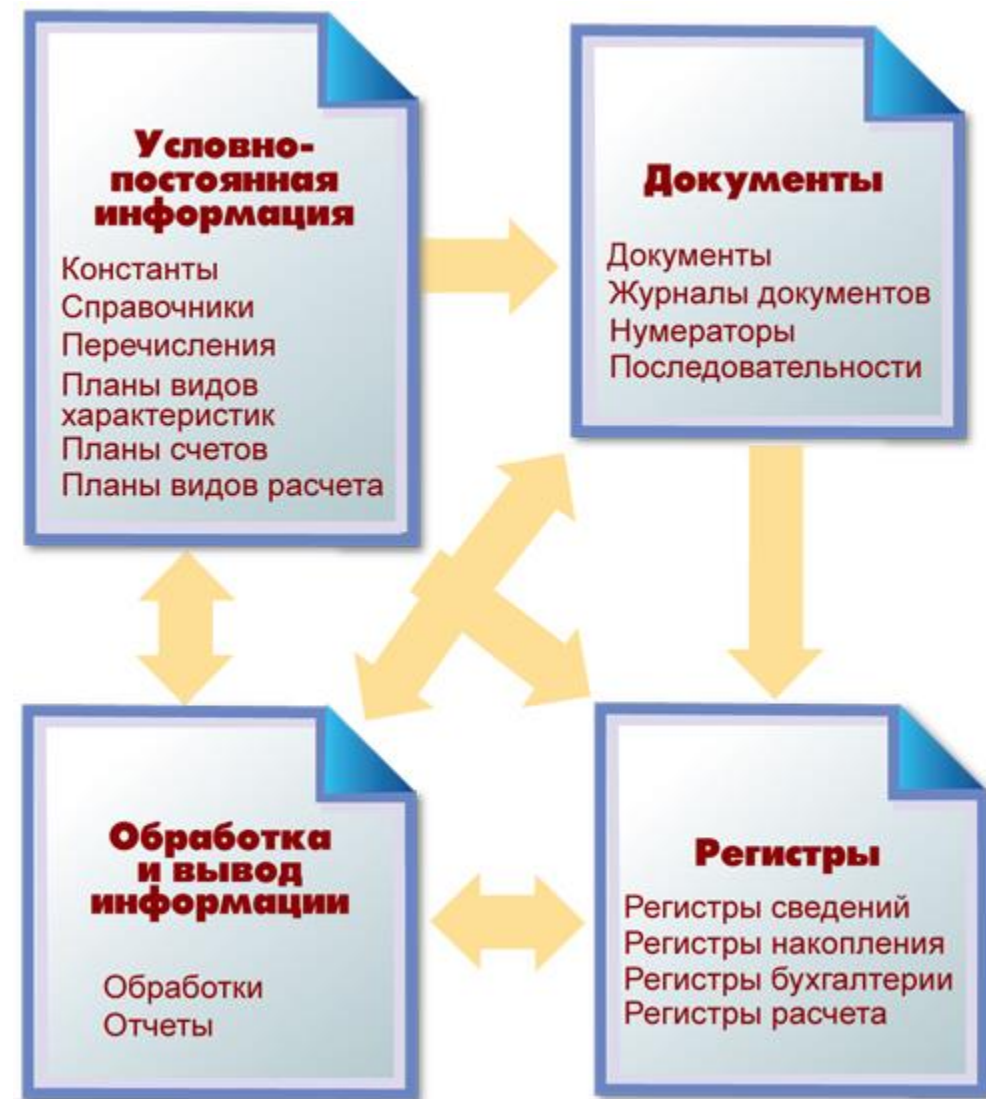 Условно-
постоянная
информация
Константы
Справочники
Перечисления
Планы видов
характеристик
Планы счетов
Планы видов расчета
Документы
Документы
Журналы документов
Нумераторы
Последовательности
Обработка
и вывод
информации
Обработки
Отчеты
Регистры
Регистры сведений
Регистры накопления
Регистры бухгалтерии
Регистры расчета